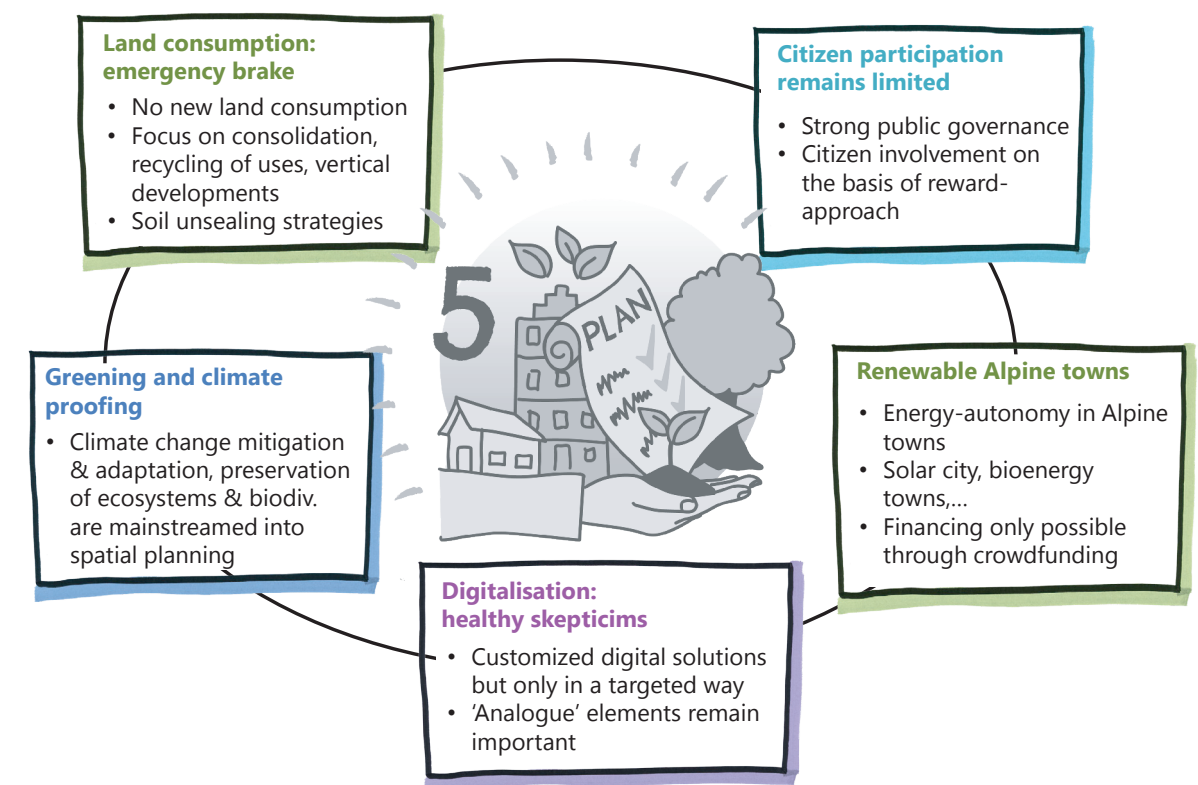 Land consumption:
emergency brake
• No new land consumption
• Focus on consolidation,
recycling of uses, vertical
developments
• Soil unsealing strategies
Citizen participation
remains limited
• Strong public governance
• Citizen involvement on
the basis of reward-
approach
5
PLAN
Greening and climate
proofing
• Climate change mitigation
& adaptation, preservation
of ecosystems & biodiv.
are mainstreamed into
spatial planning
Renewable Alpine towns
• Energy-autonomy in Alpine
towns
• Solar city, bioenergy
towns,...
• Financing only possible
through crowdfunding
Digitalisation:
healthy skepticims
• Customized digital solutions
but only in a targeted way
• ‘Analogue’ elements remain
important